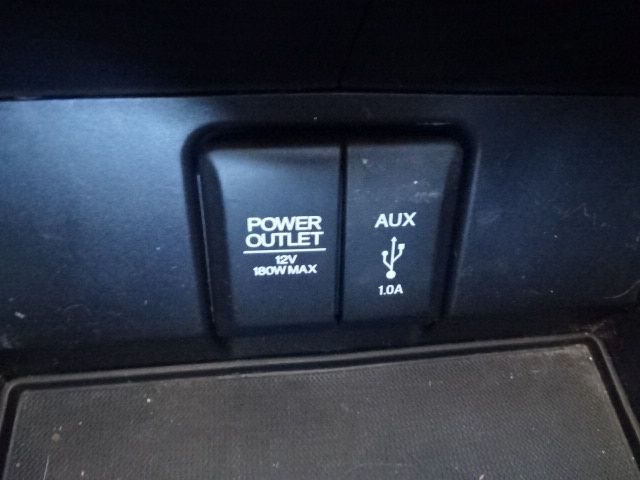 POWER
OUTLET
12V
180W MAX
AUX
1.0A